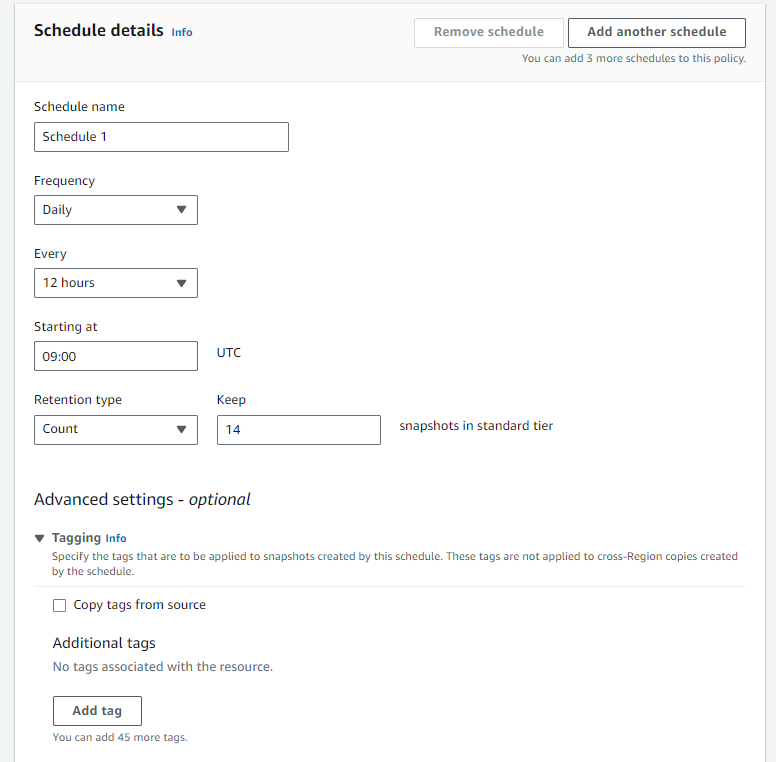 Schedule details Info
Remove schedule
Add another schedule
You can add 3 more schedules to this policy.
Schedule name
Schedule 1
Frequency
Daily
Every
12 hours
Starting at
09:00
UTC
Retention type
Keep
Count
14
snapshots in standard tier
Advanced settings - optional
Tagging Info
Specify the tags that are to be applied to snapshots created by this schedule. These tags are not applied to cross-Region copies created
by the schedule.
Copy tags from source
Additional tags
No tags associated with the resource.
Add tag
You can add 45 more tags.